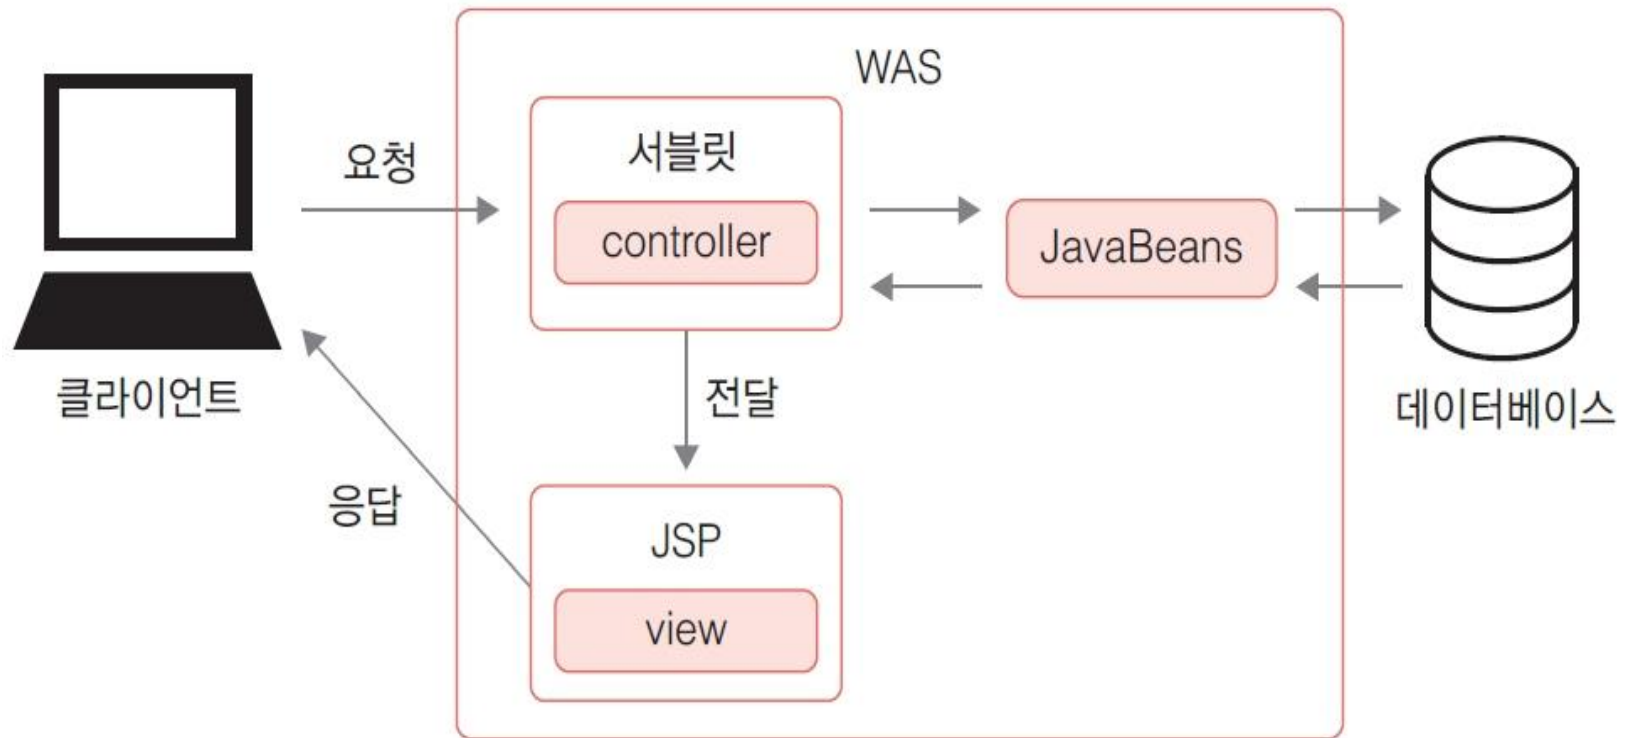 WAS
서블릿
controller
요청
JavaBeans
클라이언트
전달
데이터베이스
응답
JSP
view